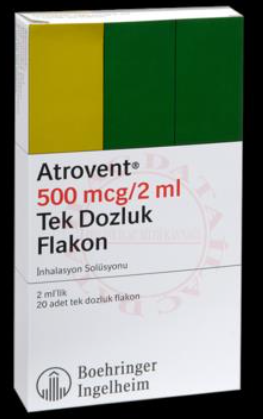 Atrovent®
500 mcg/2 ml
Tek Dozluk
Flakon
İnhalasyon Solüsyonu
2 ml'lik
20 adet tek dozluk flakon
Boehringer
Ingelheim